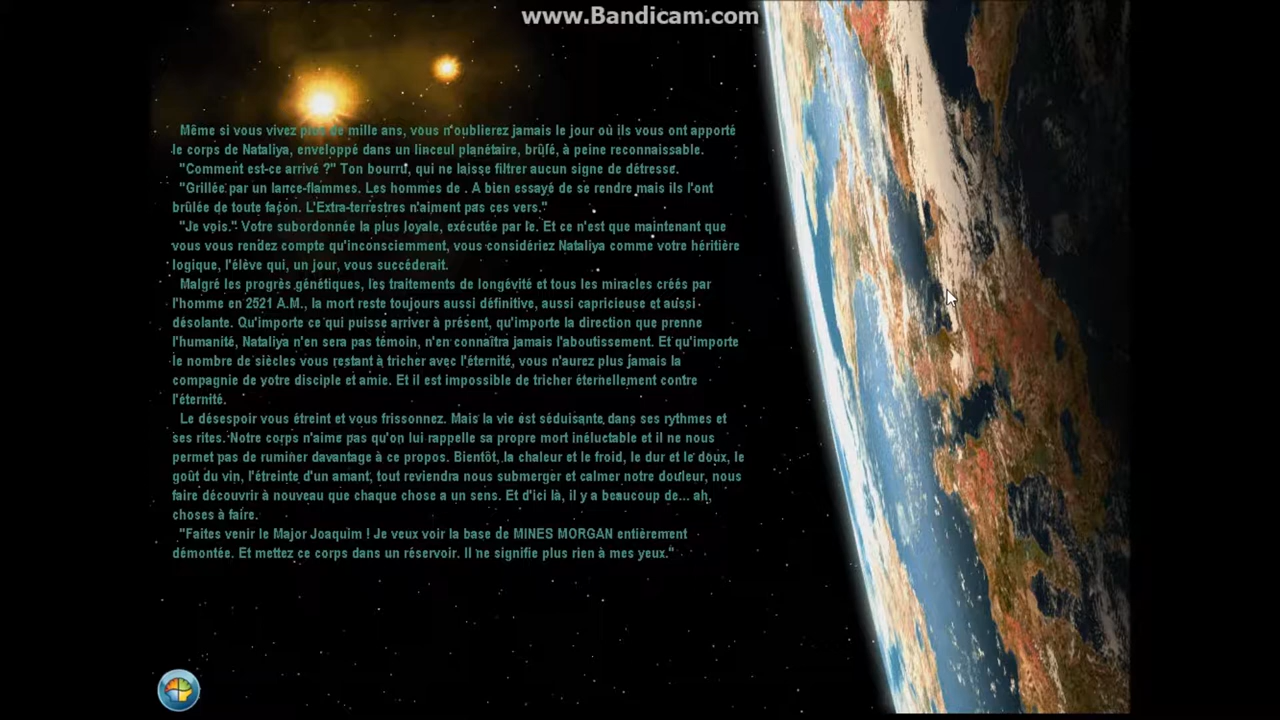 www.Bandicam.com
Même si vous vivez plus de mille ans, vous n'oublierez jamais le jour où ils vous ont apporté
le corps de Nataliya, enveloppé dans un linceul planétaire, brûlé, à peine reconnaissable.
"Comment est-ce arrivé ?" Ton bourru, qui ne laisse filtrer aucun signe de détresse.
"Grillée par un lance-flammes. Les hommes de . A bien essayé de se rendre mais ils l'ont
brûlée de toute façon. L'Extra-terrestres n'aiment pas ces vers."
"Je vois." Votre subordonnée la plus loyale, exécutée par le. Et ce n'est que maintenant que
vous vous rendez compte qu'inconsciemment, vous considériez Nataliya comme votre héritière
logique, l'élève qui, un jour, vous succéderait.
Malgré les progrès génétiques, les traitements de longévité et tous les miracles créés par
l'homme en 2521 A.M., la mort reste toujours aussi définitive, aussi capricieuse et aussi
désolante. Qu'importe ce qui puisse arriver à présent, qu'importe la direction que prenne
l'humanité, Nataliya n'en sera pas témoin, n'en connaîtra jamais l'aboutissement. Et qu'importe
le nombre de siècles vous restant à tricher avec l'éternité, vous n'aurez plus jamais la
compagnie de votre disciple et amie. Et il est impossible de tricher éternellement contre
l'éternité.
Le désespoir vous étreint et vous frissonnez. Mais la vie est séduisante dans ses rythmes et
ses rites. Notre corps n'aime pas qu'on lui rappelle sa propre mort inéluctable et il ne nous
permet pas de ruminer davantage à ce propos. Bientôt, la chaleur et le froid, le dur et le doux, le
goût du vin, l'étreinte d'un amant, tout reviendra nous submerger et calmer notre douleur, nous
faire découvrir à nouveau que chaque chose a un sens. Et d'ici là, il y a beaucoup de... ah,
choses à faire.
"Faites venir le Major Joaquim ! Je veux voir la base de MINES MORGAN entièrement
démontée. Et mettez ce corps dans un réservoir. Il ne signifie plus rien à mes yeux."